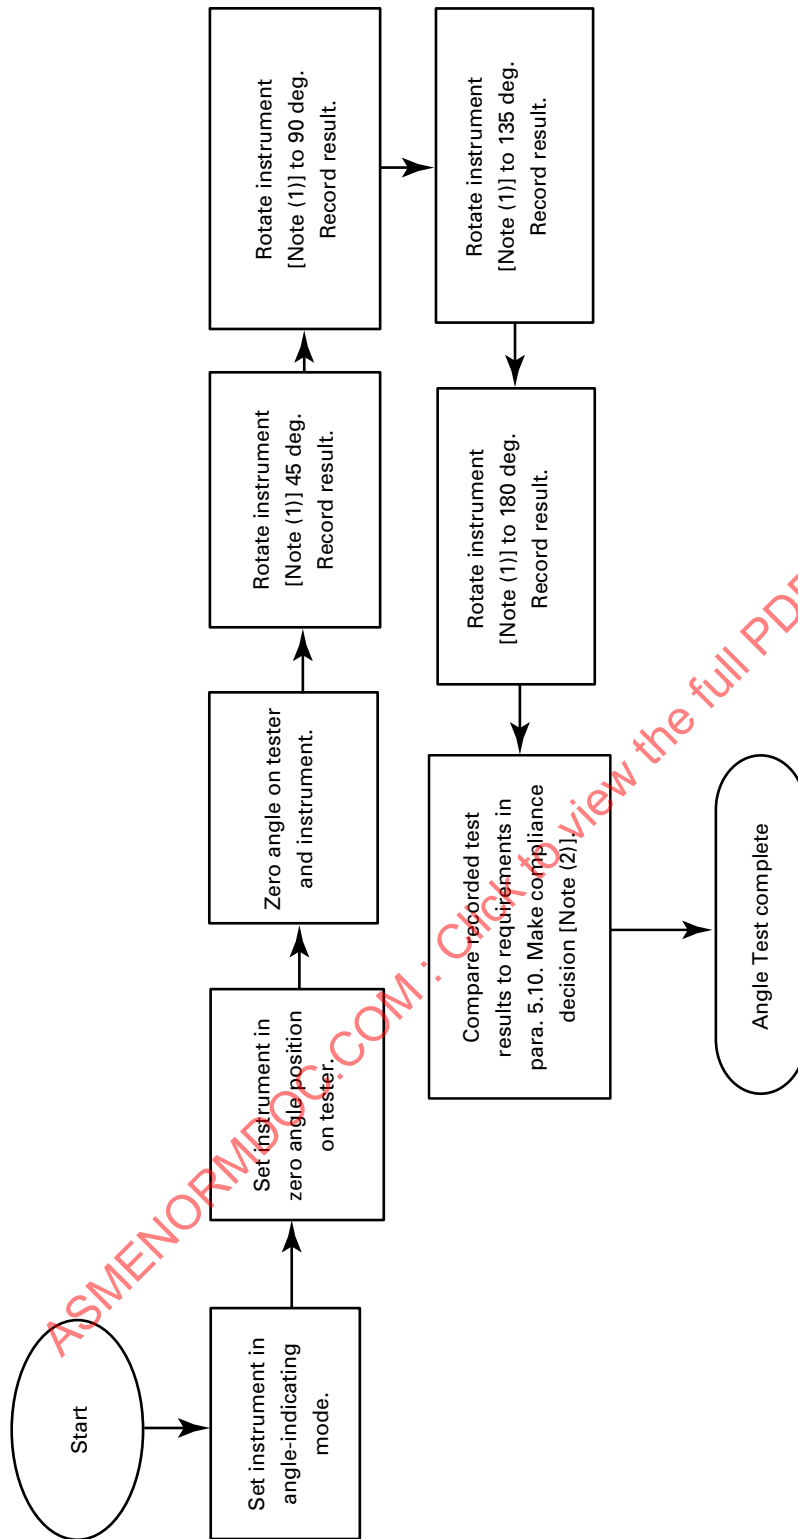 Start
Set instrument in
angle-indicating
mode.
Set instrument in
zero angle position
on tester.
Zero angle on tester
and instrument.
Rotate instrument
[Note (1)] 45 deg.
Record result.
Rotate instrument
[Note (1)] to 90 deg.
Record result.
Rotate instrument
[Note (1)] to 135 deg.
Record result.
Rotate instrument
[Note (1)] to 180 deg.
Record result.
Compare recorded test
results to requirements in
para. 5.10. Make compliance
decision [Note (2)].
Angle Test complete
ASMENORMDOC.COM : Click to view the full PDF